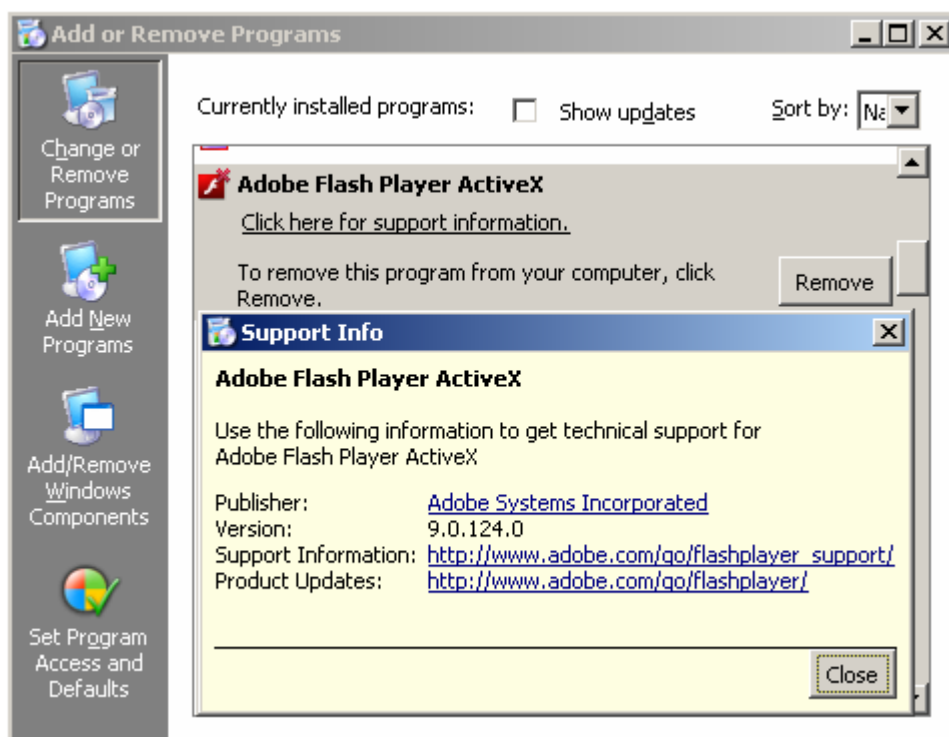 Add or Remove Programs
Change or
Remove
Programs
Add New
Programs
Add/Remove
Windows
Components
Set Program
Access and
Defaults
Currently installed programs:
Show updates
Sort by:
Na
Adobe Flash Player ActiveX
Click here for support information.
To remove this program from your computer, click
Remove.
Remove
Support Info
Adobe Flash Player ActiveX
Use the following information to get technical support for
Adobe Flash Player ActiveX
Publisher: Adobe Systems Incorporated
Version: 9.0.124.0
Support Information: http://www.adobe.com/go/flashplayer_support/
Product Updates: http://www.adobe.com/go/flashplayer/
Close